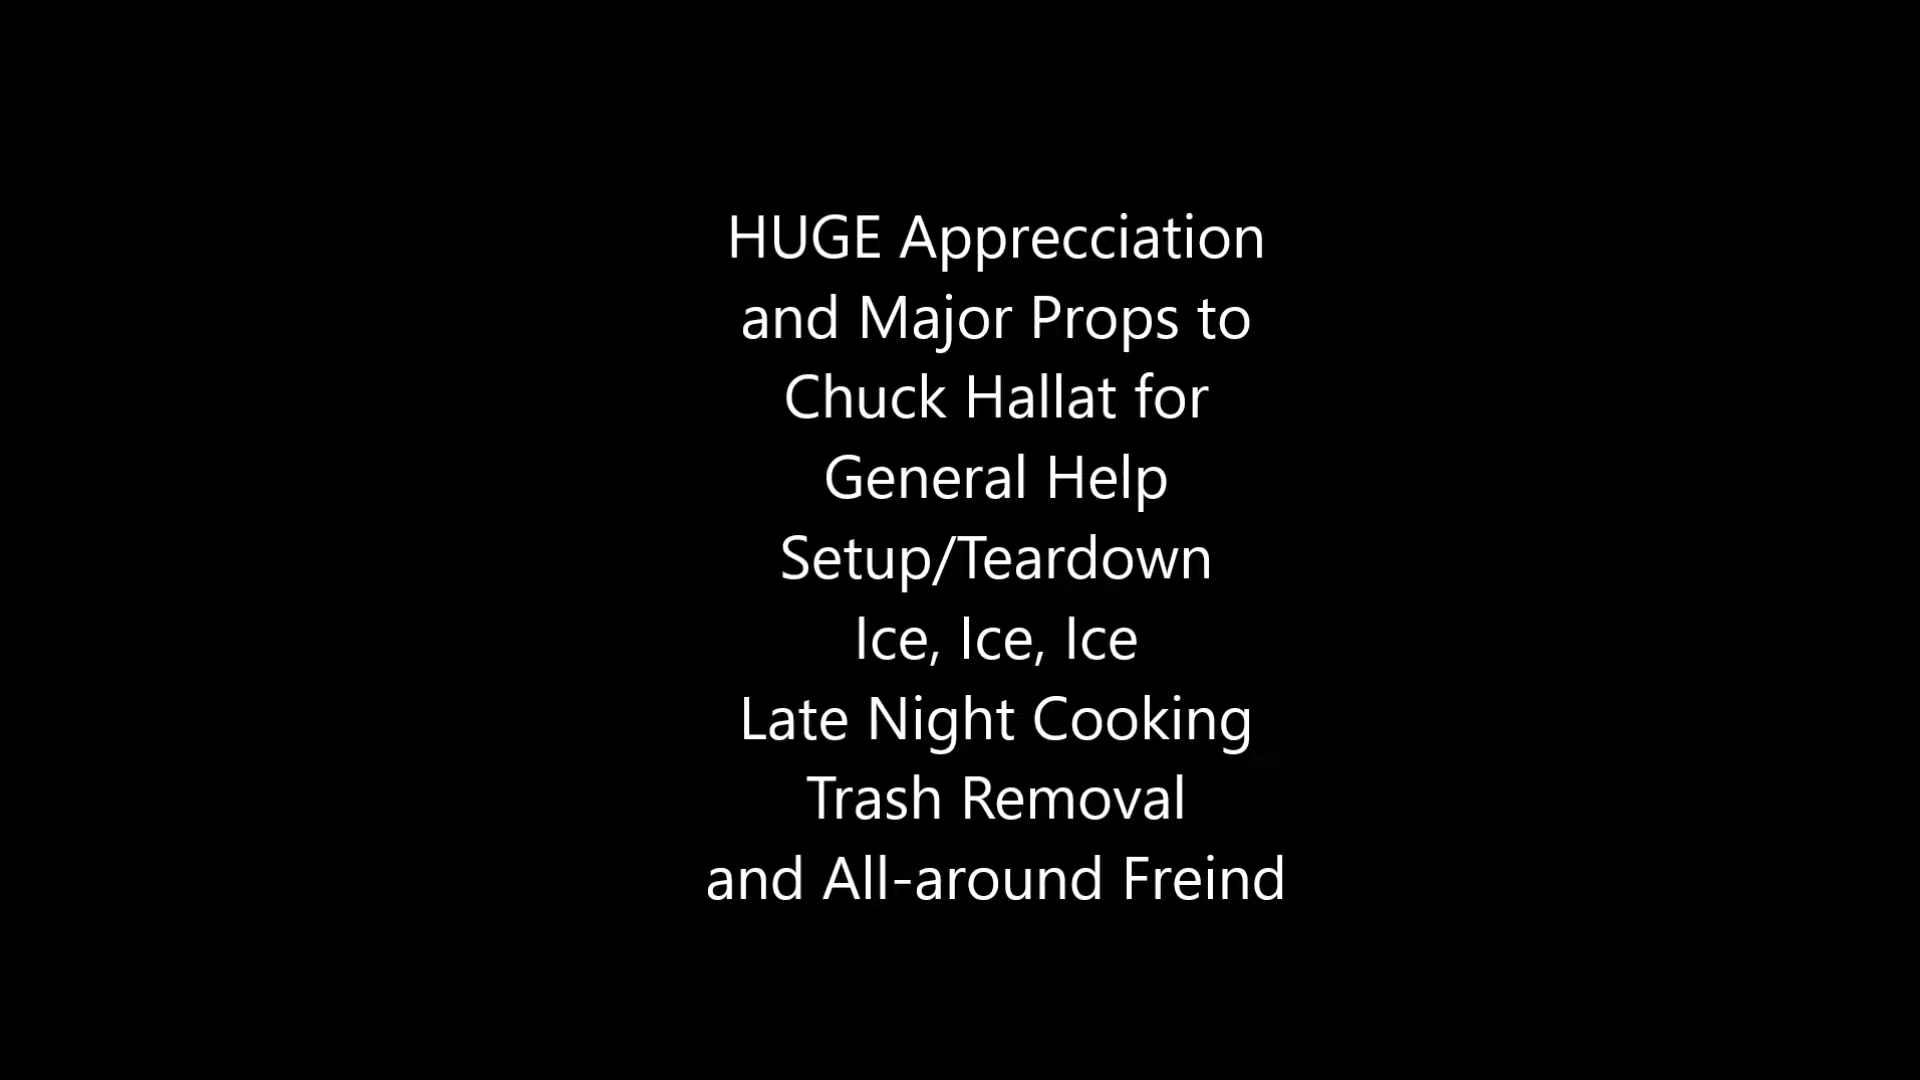 HUGE Apprecciation
and Major Props to
Chuck Hallat for
General Help
Setup/Teardown
Ice, Ice, Ice
Late Night Cooking
Trash Removal
and All-around Freind